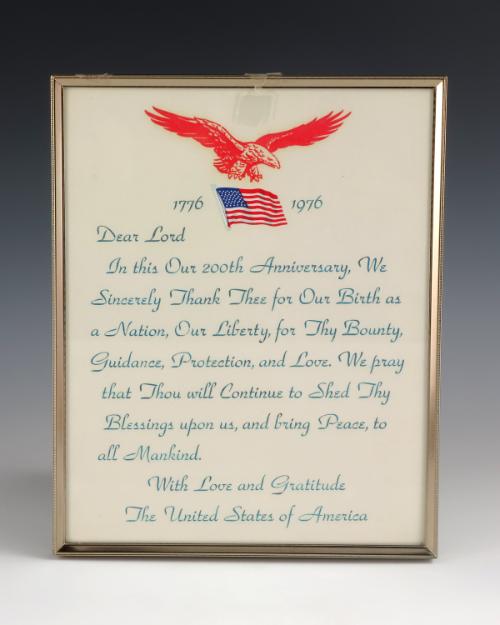 1776 1976
Dear Lord
In this Our 200th Anniversary, We
Sincerely Thank Thee for Our Birth as
a Nation, Our Liberty, for Thy Bounty,
Guidance, Protection, and Love. We pray
that Thou will Continue to Shed Thy
Blessings upon us, and bring Peace, to
all Mankind.
With Love and Gratitude
The United States of America